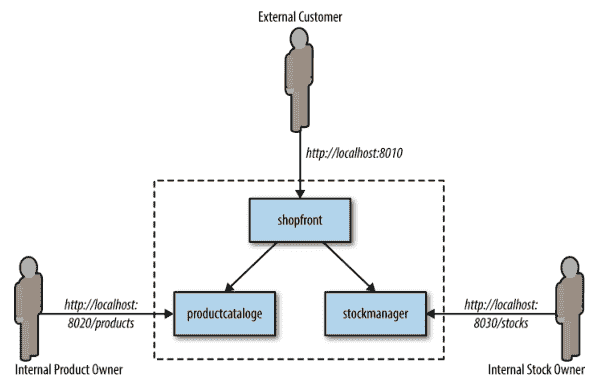 External Customer
http://localhost:8010
shopfront
http://localhost:
8020/products
productcataloge
stockmanager
http://localhost:
8030/stocks
Internal Product Owner
Internal Stock Owner